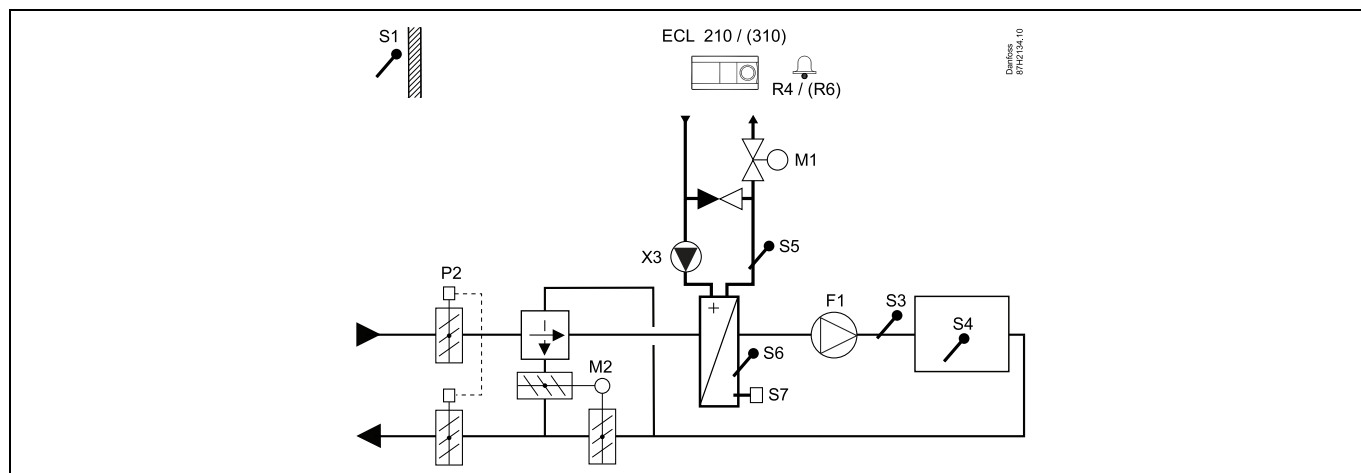 S1
ECL 210 / (310)
Danfoss
87H2134.10
R4 / (R6)
M1
X3
S5
P2
F1
S3
S4
+
S6
M2
S7